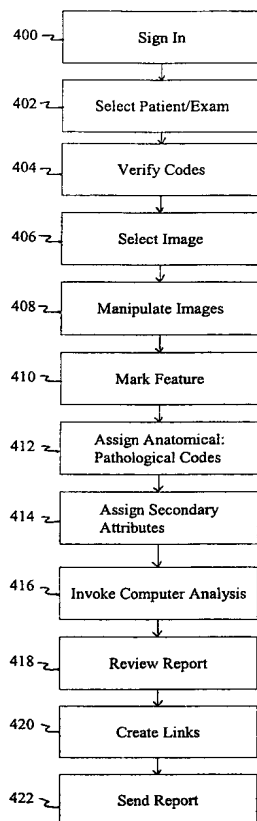 400 Sign In
402 Select Patient/Exam
404 Verify Codes
406 Select Image
408 Manipulate Images
410 Mark Feature
412 Assign Anatomical:
Pathological Codes
414 Assign Secondary
Attributes
416 Invoke Computer Analysis
418 Review Report
420 Create Links
422 Send Report